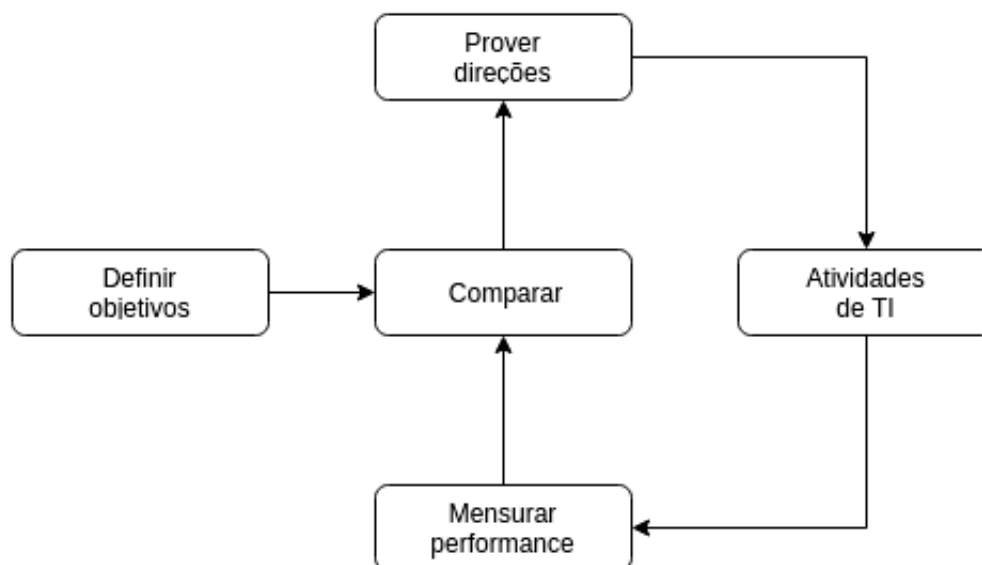 Prover
direções
Definir
objetivos
Comparar
Atividades
de TI
Mensurar
performance